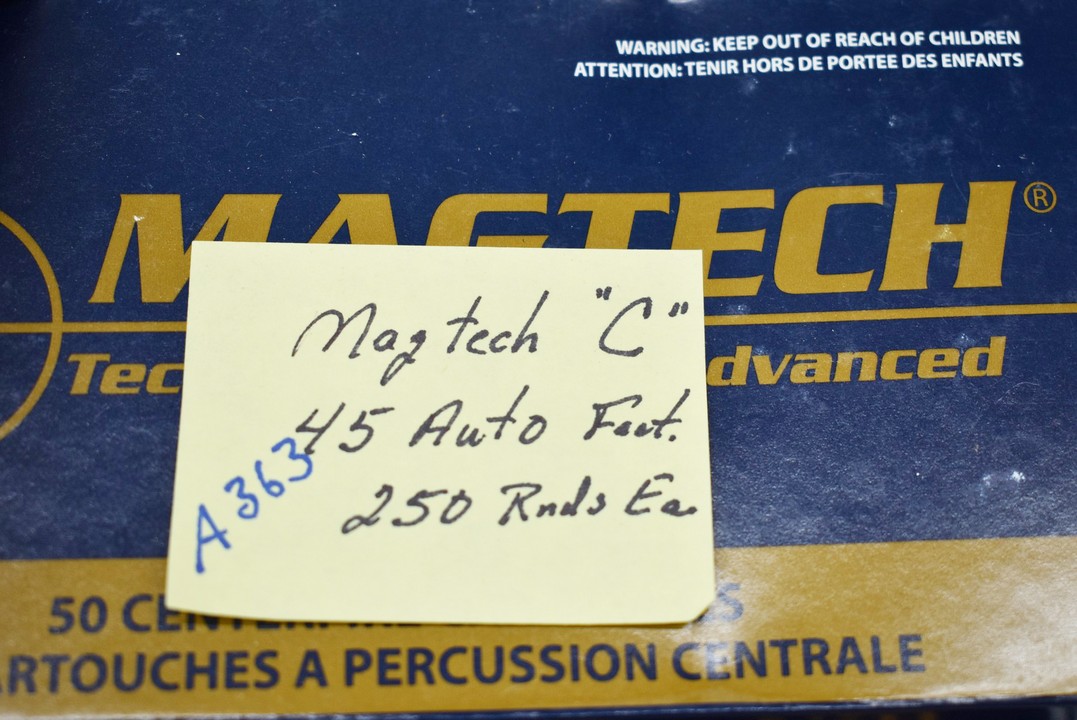 WARNING: KEEP OUT OF REACH OF CHILDREN
ATTENTION: TENIR HORS DE PORTEE DES ENFANTS
MAGTECH®
Tec dvanced
Magtech "C"
45 Auto Fact.
250 Rnds Ea.
A363
50 CENTERFIRE
ARTOUCHES A PERCUSSION CENTRALE